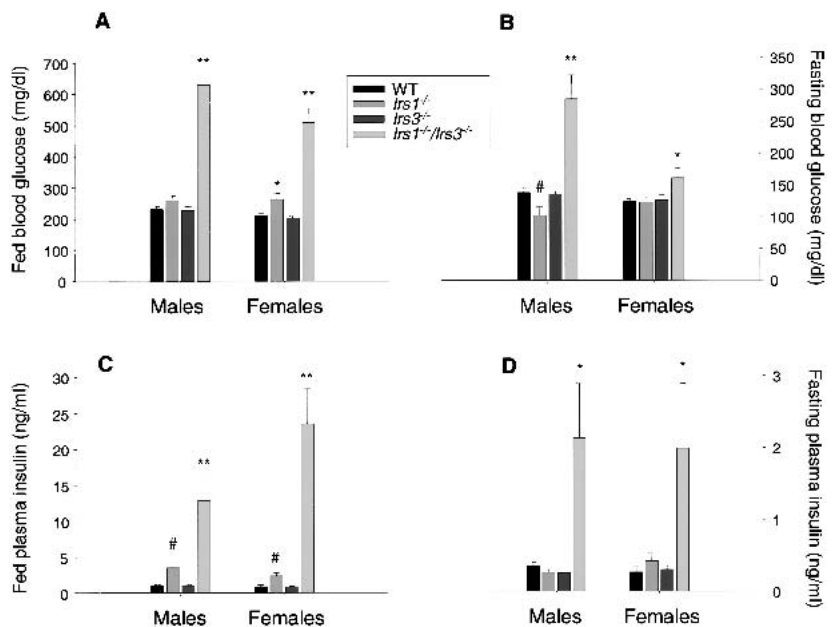 A
Fed blood glucose (mg/dl)
700
600
500
400
300
200
100
0
**
*
**
Males
Females
WT
Irs1-/-
Irs3-/-
Irs1-/-/Irs3-/-
B
Fasting blood glucose (mg/dl)
350
300
250
200
150
100
50
0
#
**
*
Males
Females
C
Fed plasma insulin (ng/ml)
30
25
20
15
10
5
0
#
**
#
**
Males
Females
D
Fasting plasma insulin (ng/ml)
3
2
1
0
*
*
Males
Females